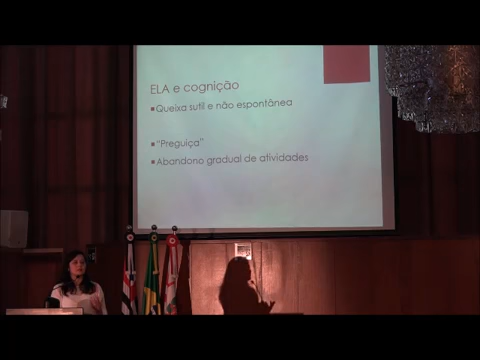 ELA e cognição
Queixa sutil e não espontânea
"Preguiça"
Abandono gradual de atividades